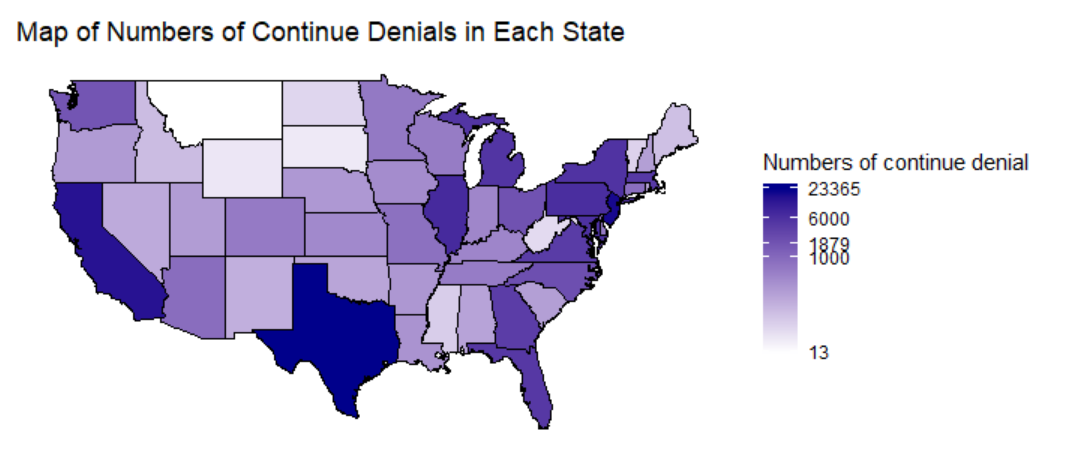 Map of Numbers of Continue Denials in Each State
Numbers of continue denial
23365
6000
1879
1000
13